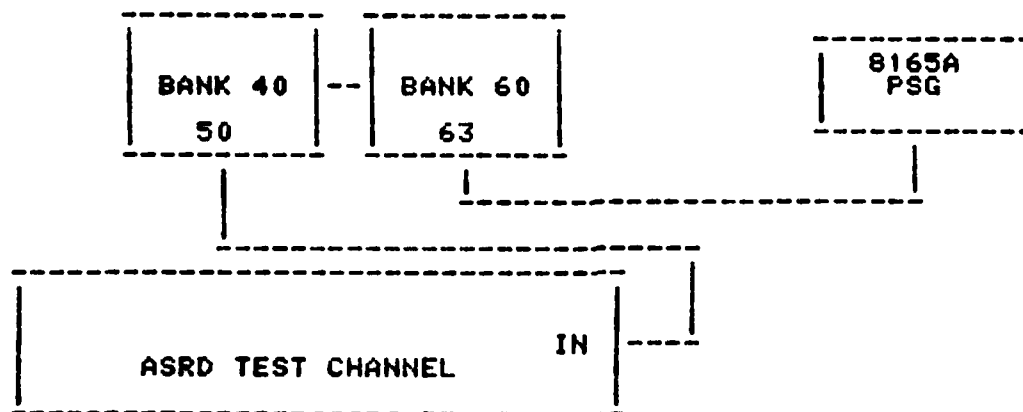 8165A
PSG
BANK 40 -- BANK 60
50 63
IN
ASRD TEST CHANNEL